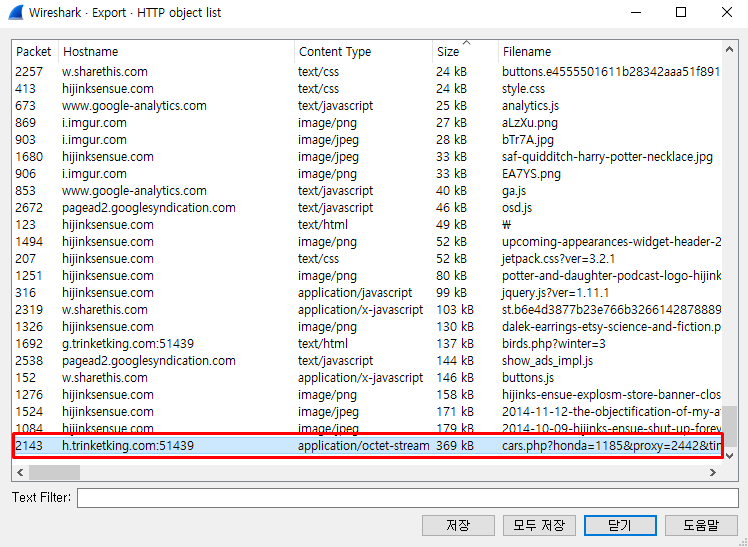 Wireshark · Export · HTTP object list
Packet Hostname Content Type Size Filename
2257 w.sharethis.com text/css 24 kB buttons.e4555501611b28342aaa51f891
413 hijinksensue.com text/css 24 kB style.css
673 www.google-analytics.com text/javascript 25 kB analytics.js
869 i.imgur.com image/png 27 kB aLzXu.png
903 i.imgur.com image/jpeg 28 kB bTr7A.jpg
1680 hijinksensue.com image/jpeg 33 kB saf-quidditch-harry-potter-necklace.jpg
906 i.imgur.com image/png 33 kB EA7YS.png
853 www.google-analytics.com text/javascript 40 kB ga.js
2672 pagead2.googlesyndication.com text/javascript 46 kB osd.js
123 hijinksensue.com text/html 49 kB ₩
1494 hijinksensue.com image/png 52 kB upcoming-appearances-widget-header-2
207 hijinksensue.com text/css 52 kB jetpack.css?ver=3.2.1
1251 hijinksensue.com image/png 80 kB potter-and-daughter-podcast-logo-hijink
316 hijinksensue.com application/javascript 99 kB jquery.js?ver=1.11.1
2319 w.sharethis.com application/x-javascript 103 kB st.b6e4d3877b23e766b3266142878889
1326 hijinksensue.com image/png 130 kB dalek-earrings-etsy-science-and-fiction.p
1692 g.trinketking.com:51439 text/html 137 kB birds.php?winter=3
2538 pagead2.googlesyndication.com text/javascript 144 kB show_ads_impl.js
152 w.sharethis.com application/x-javascript 146 kB buttons.js
1276 hijinksensue.com image/png 158 kB hijinks-ensue-explosm-store-banner-clos
1524 hijinksensue.com image/jpeg 171 kB 2014-11-12-the-objectification-of-my-a
1084 hijinksensue.com image/jpeg 179 kB 2014-10-09-hijinks-ensue-shut-up-forev
2143 h.trinketking.com:51439 application/octet-stream 369 kB cars.php?honda=1185&proxy=2442&tin
Text Filter:
저장 모두 저장 닫기 도움말